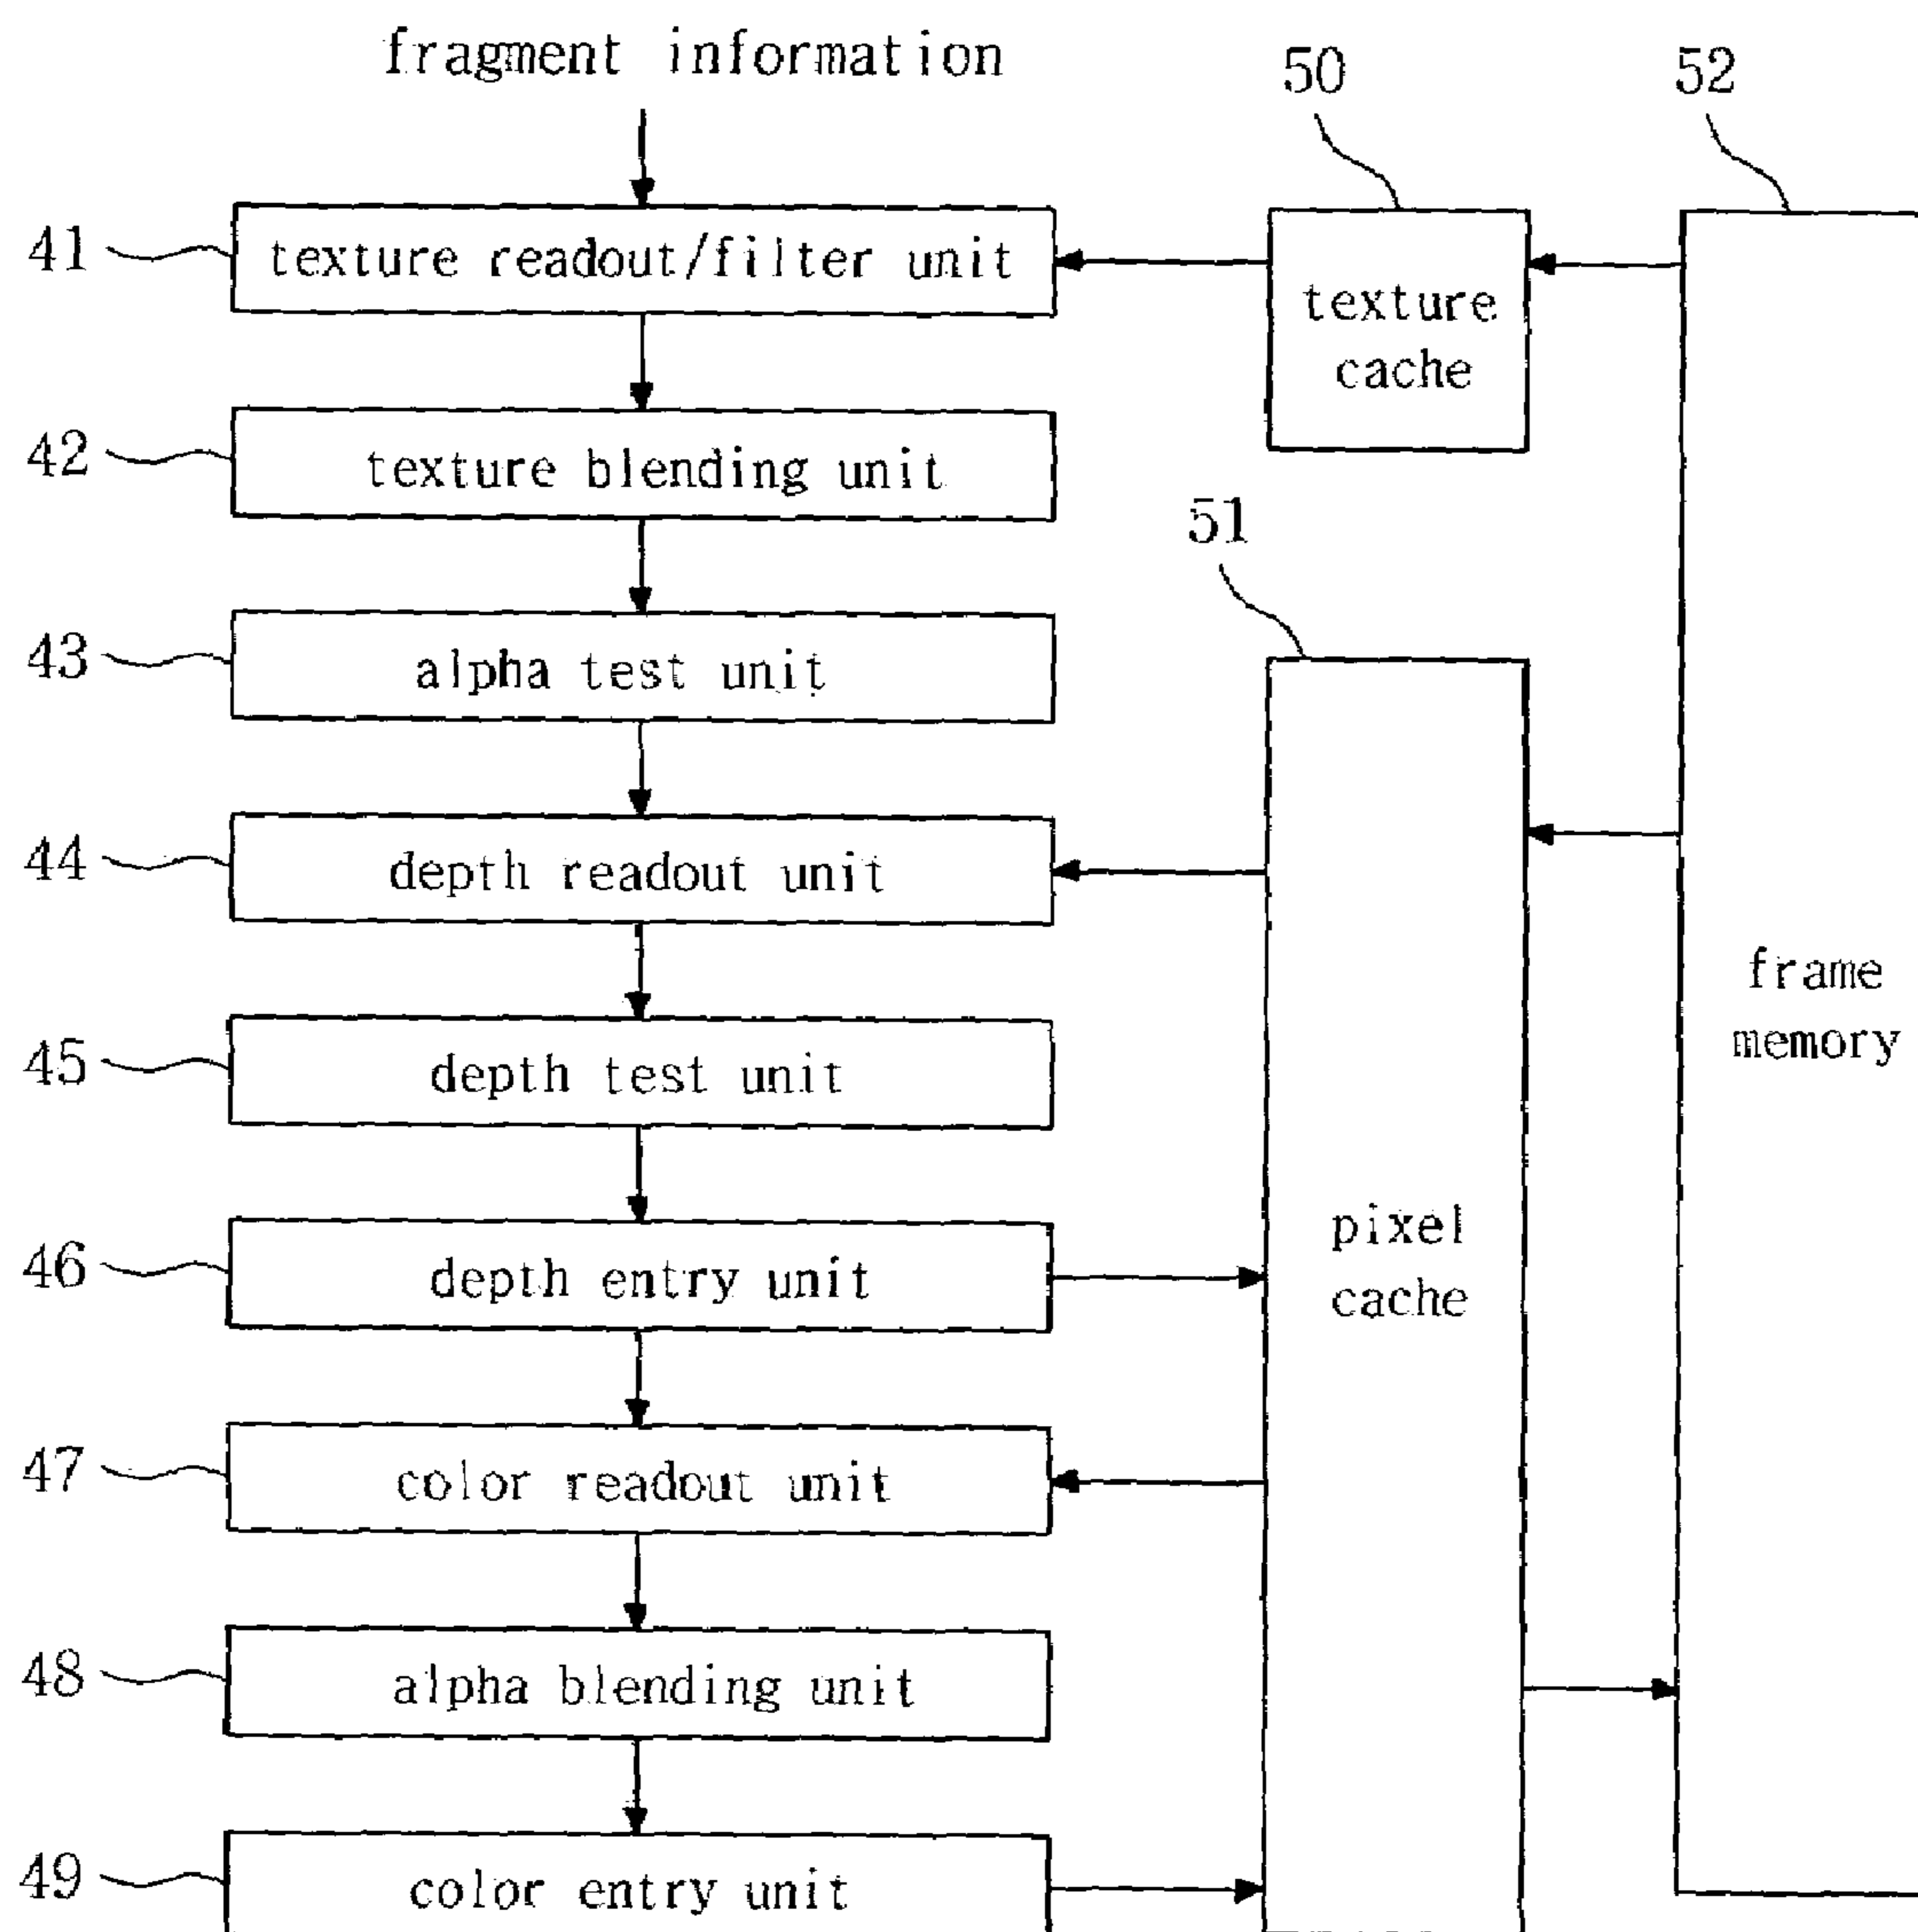 fragment information
50
52
41
texture readout/filter unit
texture
cache
42
texture blending unit
51
43
alpha test unit
44
depth readout unit
frame
memory
45
depth test unit
46
depth entry unit
pixel
cache
47
color readout unit
48
alpha blending unit
49
color entry unit